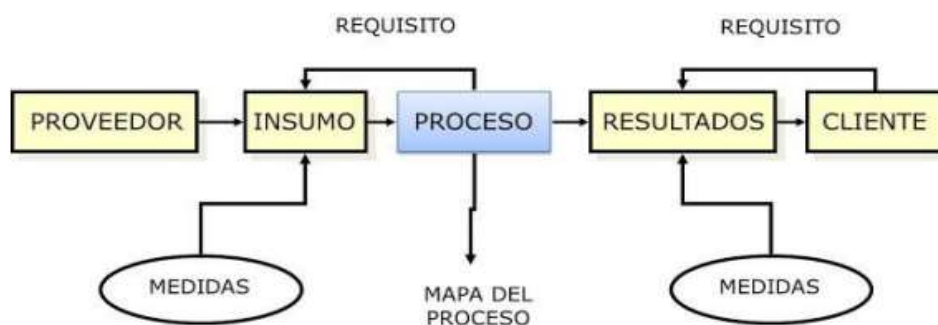 REQUISITO
REQUISITO
PROVEEDOR
INSUMO
PROCESO
RESULTADOS
CLIENTE
MEDIDAS
MAPA DEL
PROCESO
MEDIDAS